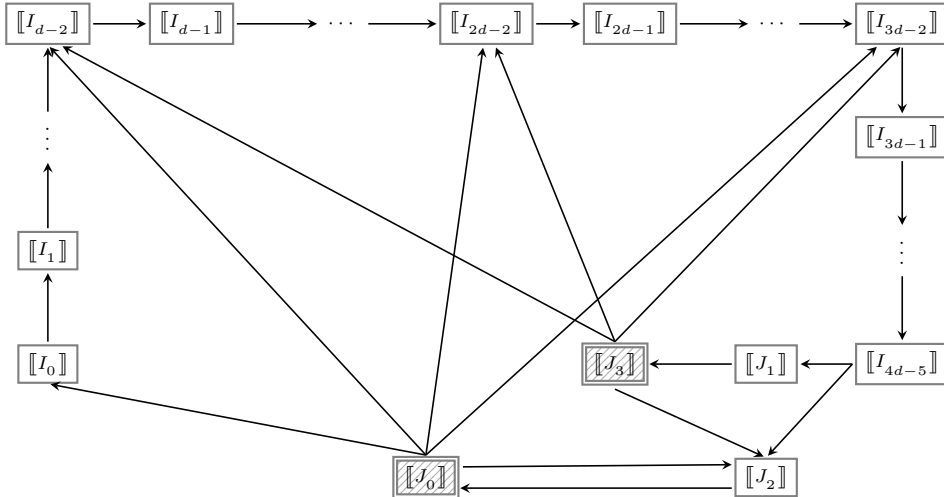 ⟦I_{d−2}⟧ ⟦I_{d−1}⟧ ⋯ ⟦I_{2d−2}⟧ ⟦I_{2d−1}⟧ ⋯ ⟦I_{3d−2}⟧
⋮ ⟦I_{3d−1}⟧
⟦I_1⟧ ⋮
⟦I_0⟧ ⟦J_3⟧ ⟦J_1⟧ ⟦I_{4d−5}⟧
⟦J_0⟧ ⟦J_2⟧